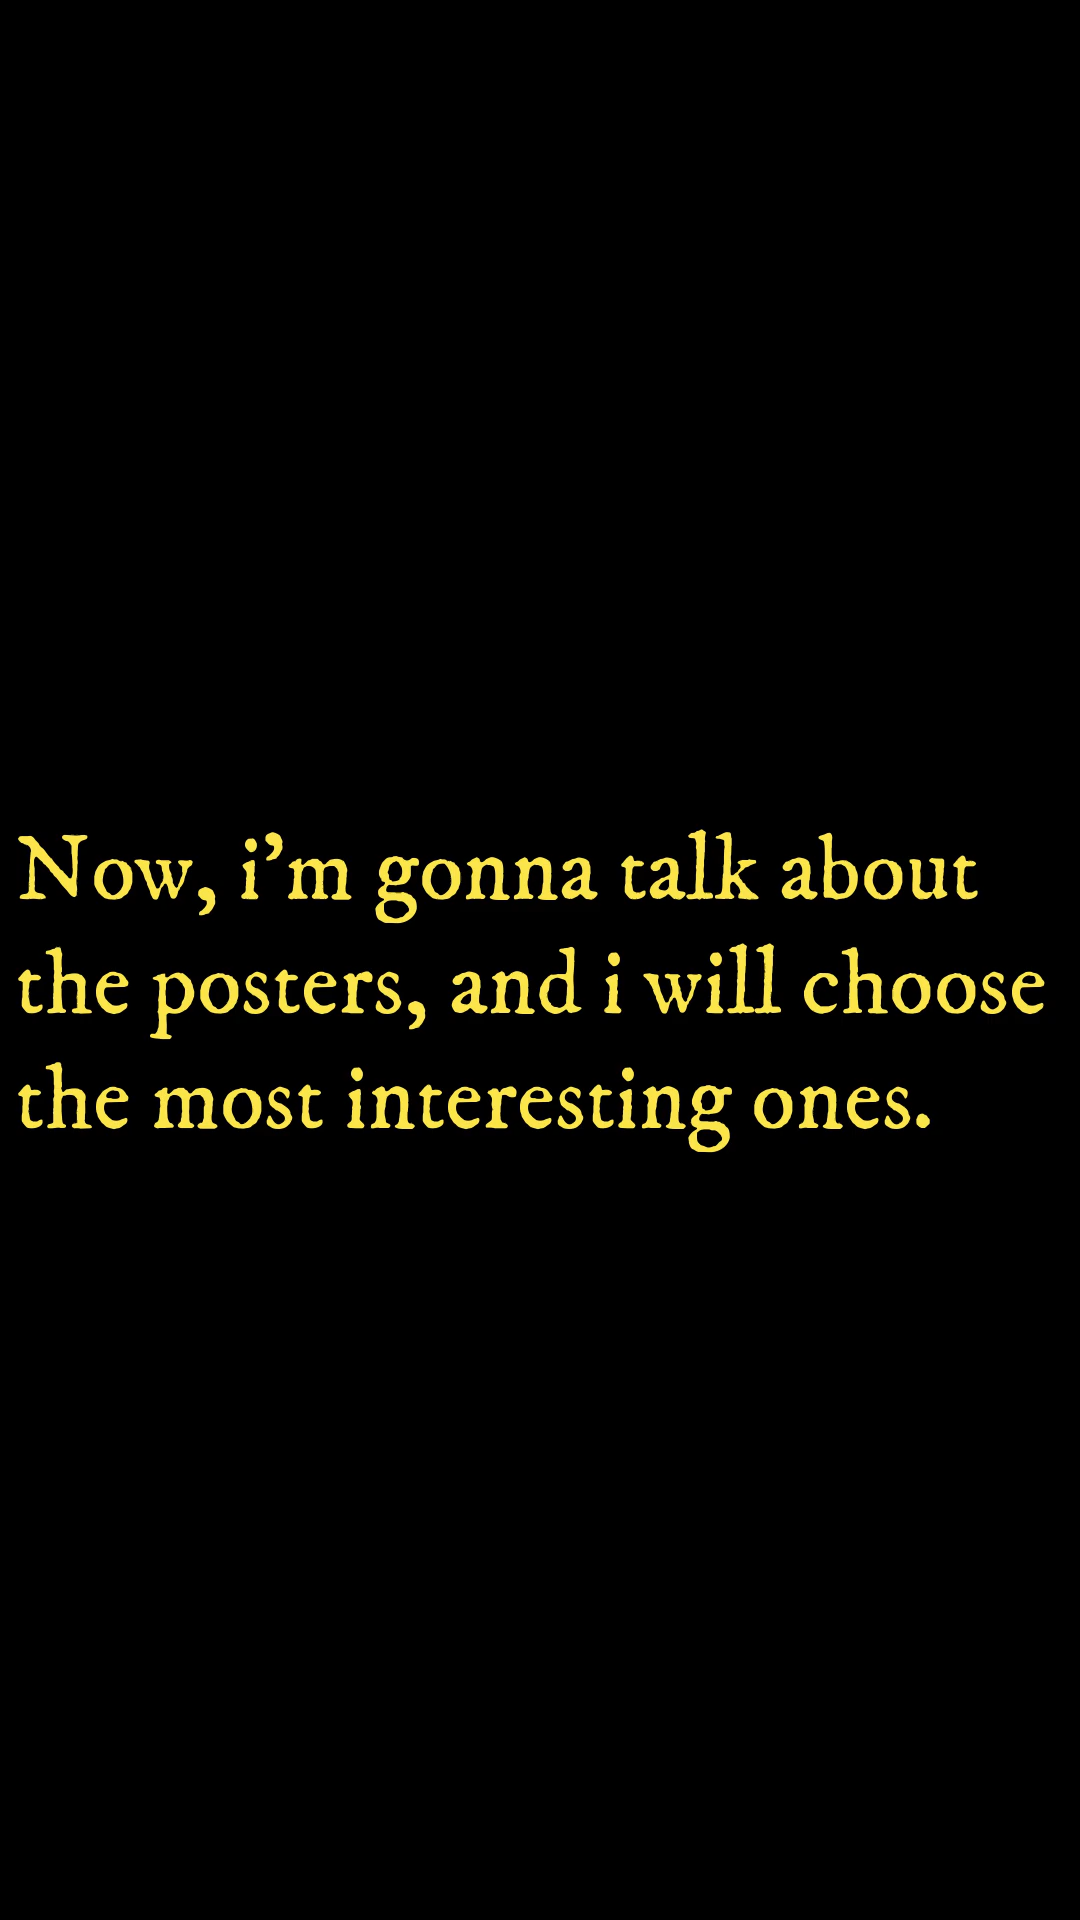 Now, i’m gonna talk about
the posters, and i will choose
the most interesting ones.